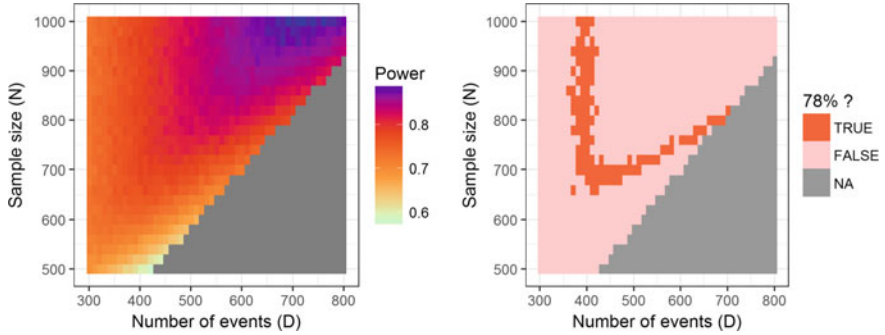 1000
900
800
700
600
500
Sample size (N)
300 400 500 600 700 800
Number of events (D)
Power
0.8
0.7
0.6
1000
900
800
700
600
500
Sample size (N)
300 400 500 600 700 800
Number of events (D)
78% ?
TRUE
FALSE
NA